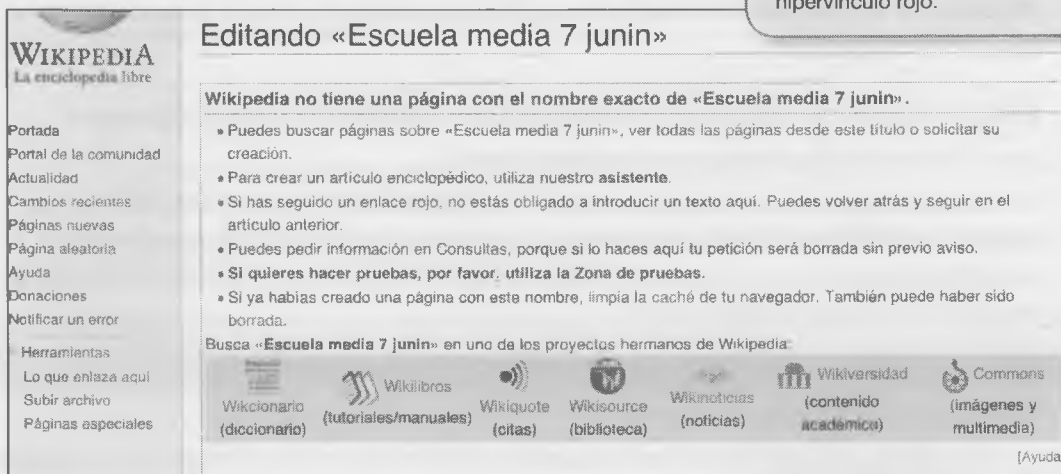 hipervínculo rojo.
WIKIPEDIA
La enciclopedia libre
Portada
Portal de la comunidad
Actualidad
Cambios recientes
Páginas nuevas
Página aleatoria
Ayuda
Donaciones
Notificar un error
Herramientas
Lo que enlaza aquí
Subir archivo
Páginas especiales
Editando «Escuela media 7 junin»
Wikipedia no tiene una página con el nombre exacto de «Escuela media 7 junin».
• Puedes buscar páginas sobre «Escuela media 7 junin», ver todas las páginas desde este título o solicitar su
creación.
• Para crear un artículo enciclopédico, utiliza nuestro asistente.
• Si has seguido un enlace rojo, no estás obligado a introducir un texto aquí. Puedes volver atrás y seguir en el
artículo anterior.
• Puedes pedir información en Consultas, porque si lo haces aquí tu petición será borrada sin previo aviso.
• Si quieres hacer pruebas, por favor, utiliza la Zona de pruebas.
• Si ya habías creado una página con este nombre, limpia la caché de tu navegador. También puede haber sido
borrada.
Busca «Escuela media 7 junin» en uno de los proyectos hermanos de Wikipedia:
Wikcionario
(diccionario)
Wikilibros
(tutoriales/manuales)
Wikiquote
(citas)
Wikisource
(biblioteca)
Wikinoticias
(noticias)
Wikiversidad
(contenido
académico)
Commons
(imágenes y
multimedia)
[Ayuda